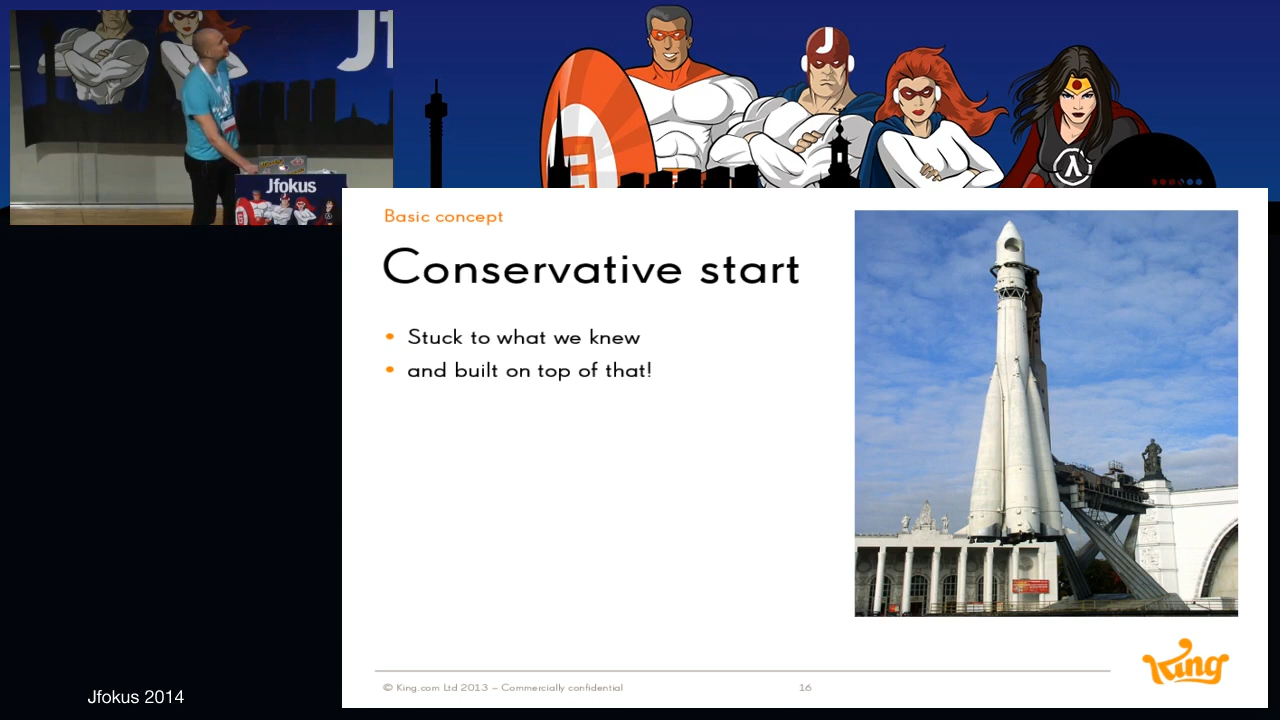 J
Jfokus
Basic concept
Conservative start
• Stuck to what we knew
• and built on top of that!
King
© King.com Ltd 2013 – Commercially confidential
16
Jfokus 2014